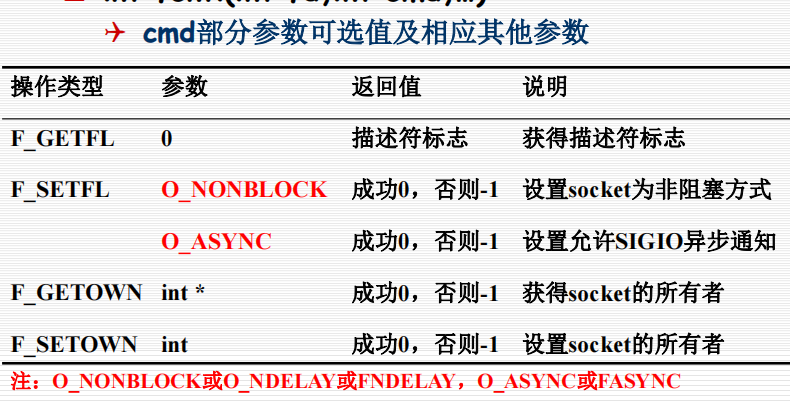 cmd部分参数可选值及相应其他参数
操作类型 参数 返回值 说明
F_GETFL 0 描述符标志 获得描述符标志
F_SETFL O_NONBLOCK 成功0，否则-1 设置socket为非阻塞方式
O_ASYNC 成功0，否则-1 设置允许SIGIO异步通知
F_GETOWN int * 成功0，否则-1 获得socket的所有者
F_SETOWN int 成功0，否则-1 设置socket的所有者
注：O_NONBLOCK或O_NDELAY或FNDELAY，O_ASYNC或FASYNC